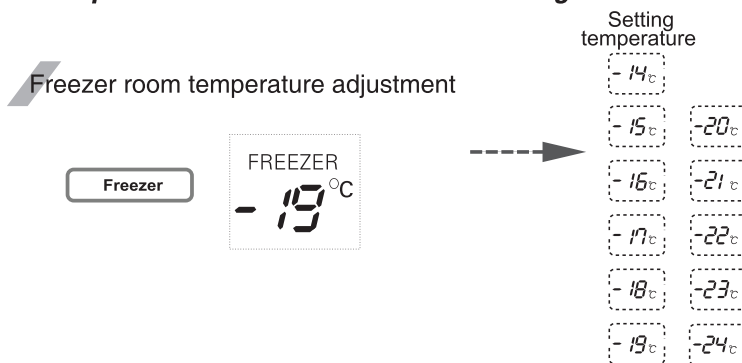 Setting
temperature
Freezer room temperature adjustment
Freezer
FREEZER
-19 °C
-14℃
-15℃
-16℃
-17℃
-18℃
-19℃
-20℃
-21℃
-22℃
-23℃
-24℃